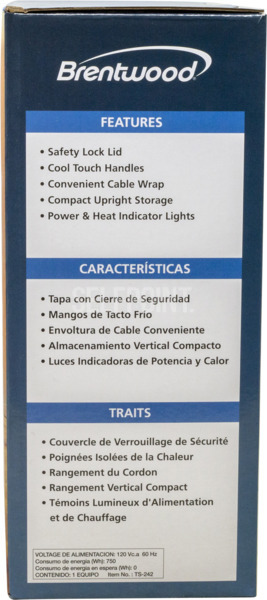 Brentwood
FEATURES
• Safety Lock Lid
• Cool Touch Handles
• Convenient Cable Wrap
• Compact Upright Storage
• Power & Heat Indicator Lights
CARACTERÍSTICAS
• Tapa con Cierre de Seguridad
• Mangos de Tacto Frio
• Envoltura de Cable Conveniente
• Almacenamiento Vertical Compacto
• Luces Indicadoras de Potencia y Calor
TRAITS
• Couvercle de Verrouillage de Sécurité
• Poignées Isolées de la Chaleur
• Rangement du Cordon
• Rangement Vertical Compact
• Témoins Lumineux d'Alimentation
et de Chauffage
VOLTAGE DE ALIMENTACION: 120 Vc.a 60 Hz
Consumo de energía (Wh): 750
Consumo de energía en espera (Wh): 0
CONTENIDO: 1 EQUIPO Item No.: TS-242